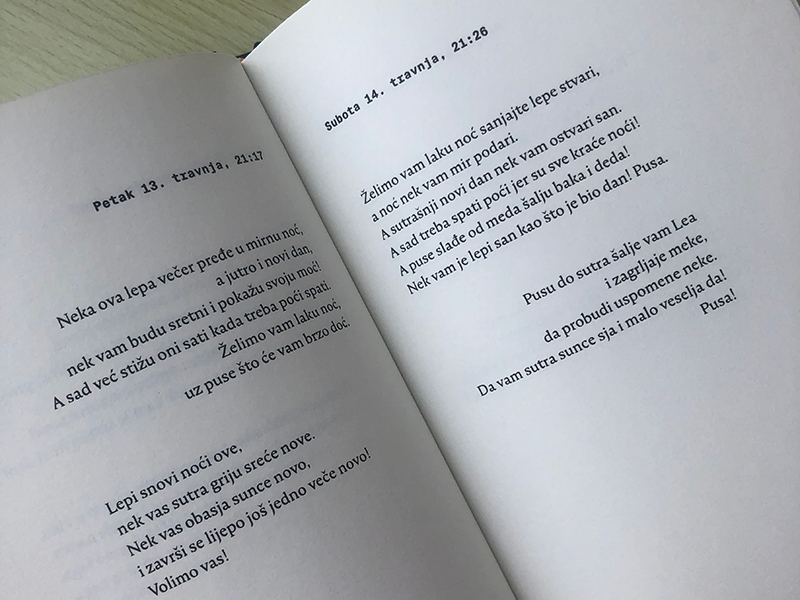 Petak 13. travnja, 21:17
Neka ova lepa večer pređe u mirnu noć,
a jutro i novi dan,
nek vam budu sretni i pokažu svoju moć!
A sad već stižu oni sati kada treba poći spati.
Želimo vam laku noć,
uz puse što će vam brzo doć.
Lepi snovi noći ove,
nek vas sutra griju sreće nove.
Nek vas obasja sunce novo,
i završi se lijepo još jedno veče novo!
Volimo vas!
Subota 14. travnja, 21:26
Želimo vam laku noć sanjajte lepe stvari,
a noć nek vam mir podari.
A sutrašnji novi dan nek vam ostvari san.
A sad treba spati poći jer su sve kraće noći!
A puse slađe od meda šalju baka i deda!
Nek vam je lepi san kao što je bio dan! Pusa.
Pusu do sutra šalje vam Lea
i zagrljaje meke,
da probudi uspomene neke.
Da vam sutra sunce sja i malo veselja da!
Pusa!